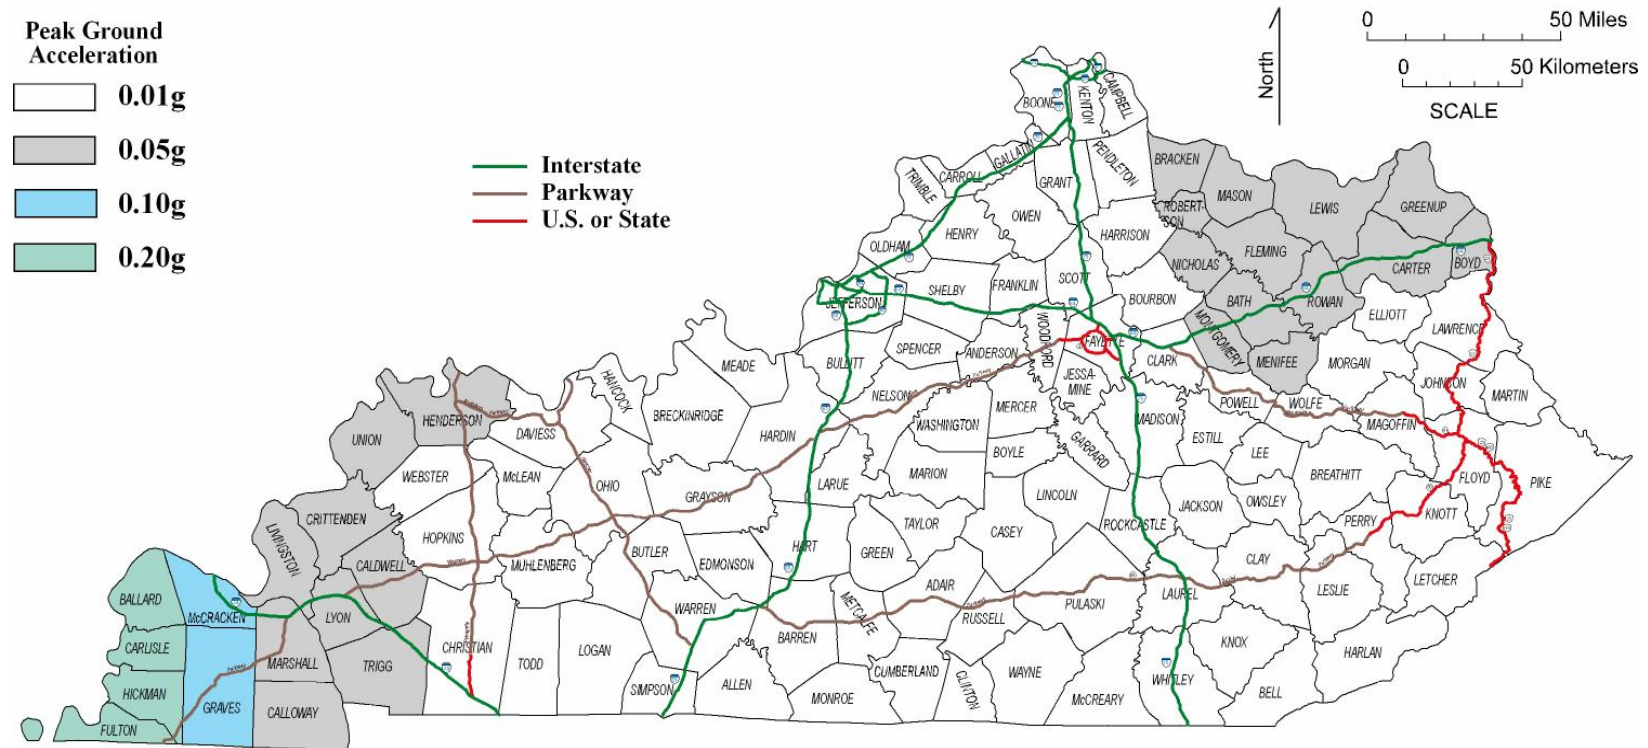 Peak Ground
Acceleration
0.01g
0.05g
0.10g
0.20g
Interstate
Parkway
U.S. or State
North
0 50 Miles
0 50 Kilometers
SCALE
BOONE
KENTON
CAMPBELL
GALLATIN
PENDLETON
BRACKEN
TRIMBLE
CARROLL
GRANT
MASON
ROBERT-
SON
LEWIS
GREENUP
OWEN
OLDHAM
HENRY
HARRISON
FLEMING
NICHOLAS
CARTER
BOYD
SCOTT
JEFFERSON
SHELBY
FRANKLIN
BOURBON
BATH
ROWAN
ELLIOTT
LAWRENCE
WOODFORD
FAYETTE
MONTGOMERY
SPENCER
ANDERSON
CLARK
MENIFEE
MORGAN
MEADE
BULLITT
JESSA-
MINE
JOHNSON
MARTIN
HANCOCK
NELSON
MERCER
POWELL
WOLFE
MAGOFFIN
BRECKINRIDGE
WASHINGTON
MADISON
HENDERSON
DAVIESS
HARDIN
GARRARD
ESTILL
UNION
BOYLE
LEE
WEBSTER
McLEAN
OHIO
GRAYSON
LARUE
MARION
BREATHITT
FLOYD
PIKE
LINCOLN
JACKSON
OWSLEY
KNOTT
CRITTENDEN
LIVINGSTON
HOPKINS
TAYLOR
CASEY
ROCKCASTLE
PERRY
CALDWELL
MUHLENBERG
BUTLER
EDMONSON
HART
GREEN
CLAY
LETCHER
BALLARD
McCRACKEN
LYON
WARREN
METCALFE
ADAIR
RUSSELL
PULASKI
LAUREL
LESLIE
CARLISLE
MARSHALL
TRIGG
CHRISTIAN
TODD
LOGAN
BARREN
KNOX
HARLAN
HICKMAN
GRAVES
CALLOWAY
SIMPSON
ALLEN
MONROE
CUMBERLAND
CLINTON
WAYNE
McCREARY
WHITLEY
BELL
FULTON